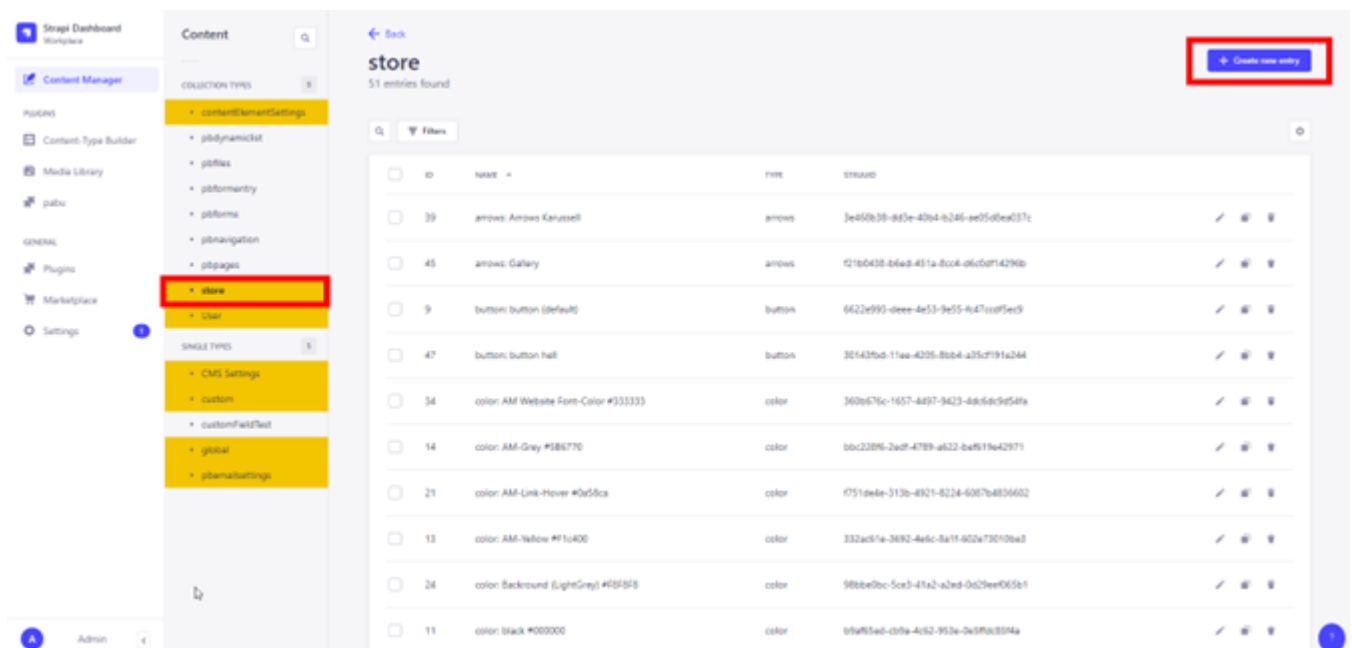 Strapi Dashboard
Workplace
Content Manager
PLUGINS
Content-Type Builder
Media Library
pabu
GENERAL
Plugins
Marketplace
Settings
1
A
Admin
Content
COLLECTION TYPES
9
contentElementSettings
pbdynamiclist
pbfiles
pbformentry
pbforms
pbnavigation
pbpages
store
User
SINGLE TYPES
5
CMS Settings
custom
customFieldTest
global
pbemailsettings
Back
store
51 entries found
+ Create new entry
Filters
ID NAME TYPE STRUUID
39 arrows: Arrows Karussell arrows
45 arrows: Gallery arrows
9 button: button (default) button
47 button: button hell button
34 color: AM Website Font-Color #333333 color
14 color: AM-Grey #5B6770 color
21 color: AM-Link-Hover #0a58ca color
13 color: AM-Yellow #F1c400 color
24 color: Backround (LightGrey) #F8F8F8 color
11 color: black #000000 color
?